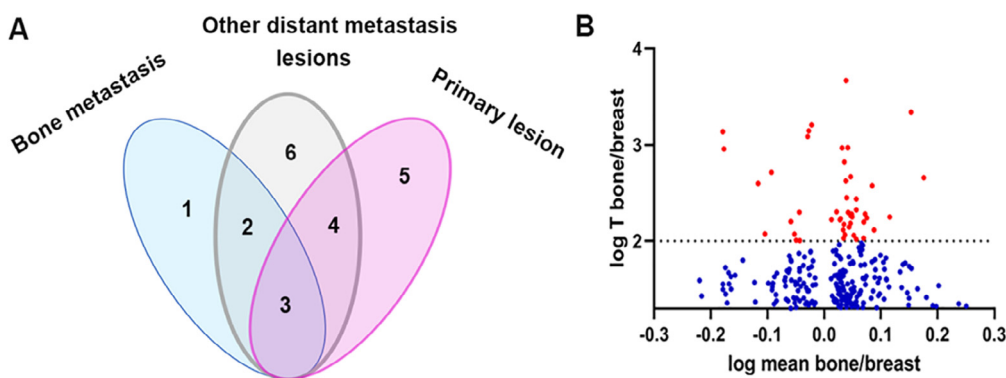 A
Other distant metastasis
lesions
Bone metastasis
Primary lesion
6
1
5
2
4
3
B
log T bone/breast
4
3
2
-0.3
-0.2
-0.1
0.0
0.1
0.2
0.3
log mean bone/breast